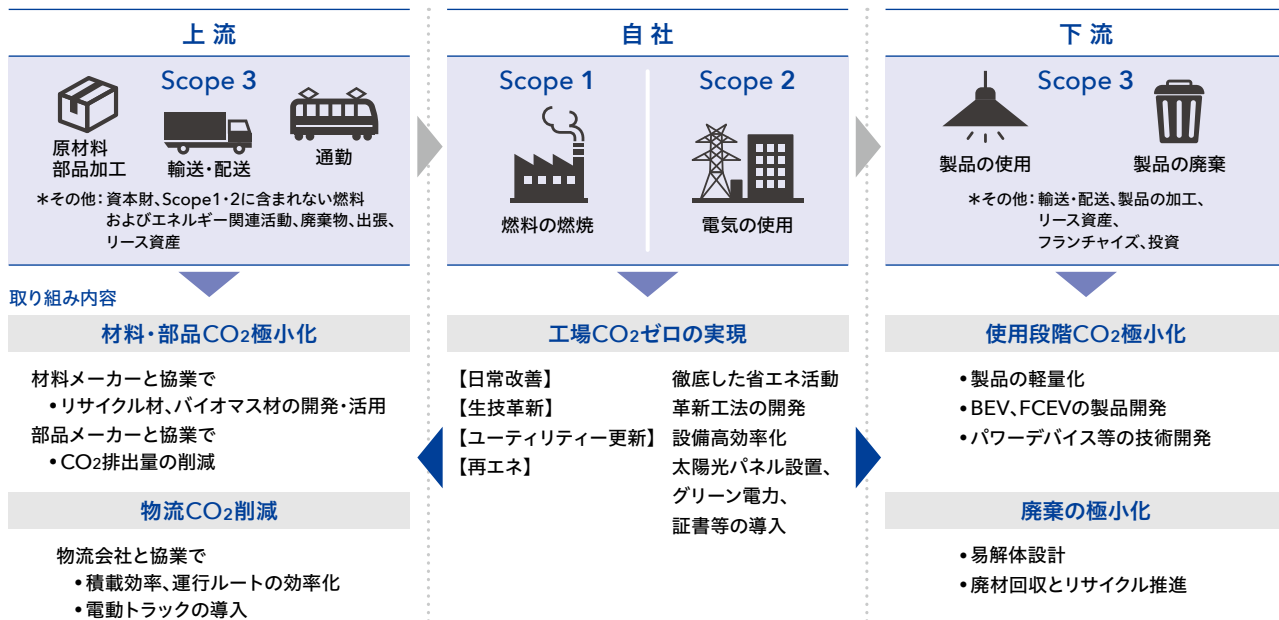 上流
Scope 3
原材料
部品加工
輸送・配送
通勤
＊その他：資本財、Scope1・2に含まれない燃料
およびエネルギー関連活動、廃棄物、出張、
リース資産
自社
Scope 1
燃料の燃焼
Scope 2
電気の使用
下流
Scope 3
製品の使用
製品の廃棄
＊その他：輸送・配送、製品の加工、
リース資産、
フランチャイズ、投資
取り組み内容
材料・部品CO2極小化
材料メーカーと協業で
•リサイクル材、バイオマス材の開発・活用
部品メーカーと協業で
•CO2排出量の削減
物流CO2削減
物流会社と協業で
•積載効率、運行ルートの効率化
•電動トラックの導入
工場CO2ゼロの実現
【日常改善】 徹底した省エネ活動
【生技革新】 革新工法の開発
【ユーティリティー更新】 設備高効率化
【再エネ】 太陽光パネル設置、
グリーン電力、
証書等の導入
使用段階CO2極小化
•製品の軽量化
•BEV、FCEVの製品開発
•パワーデバイス等の技術開発
廃棄の極小化
•易解体設計
•廃材回収とリサイクル推進